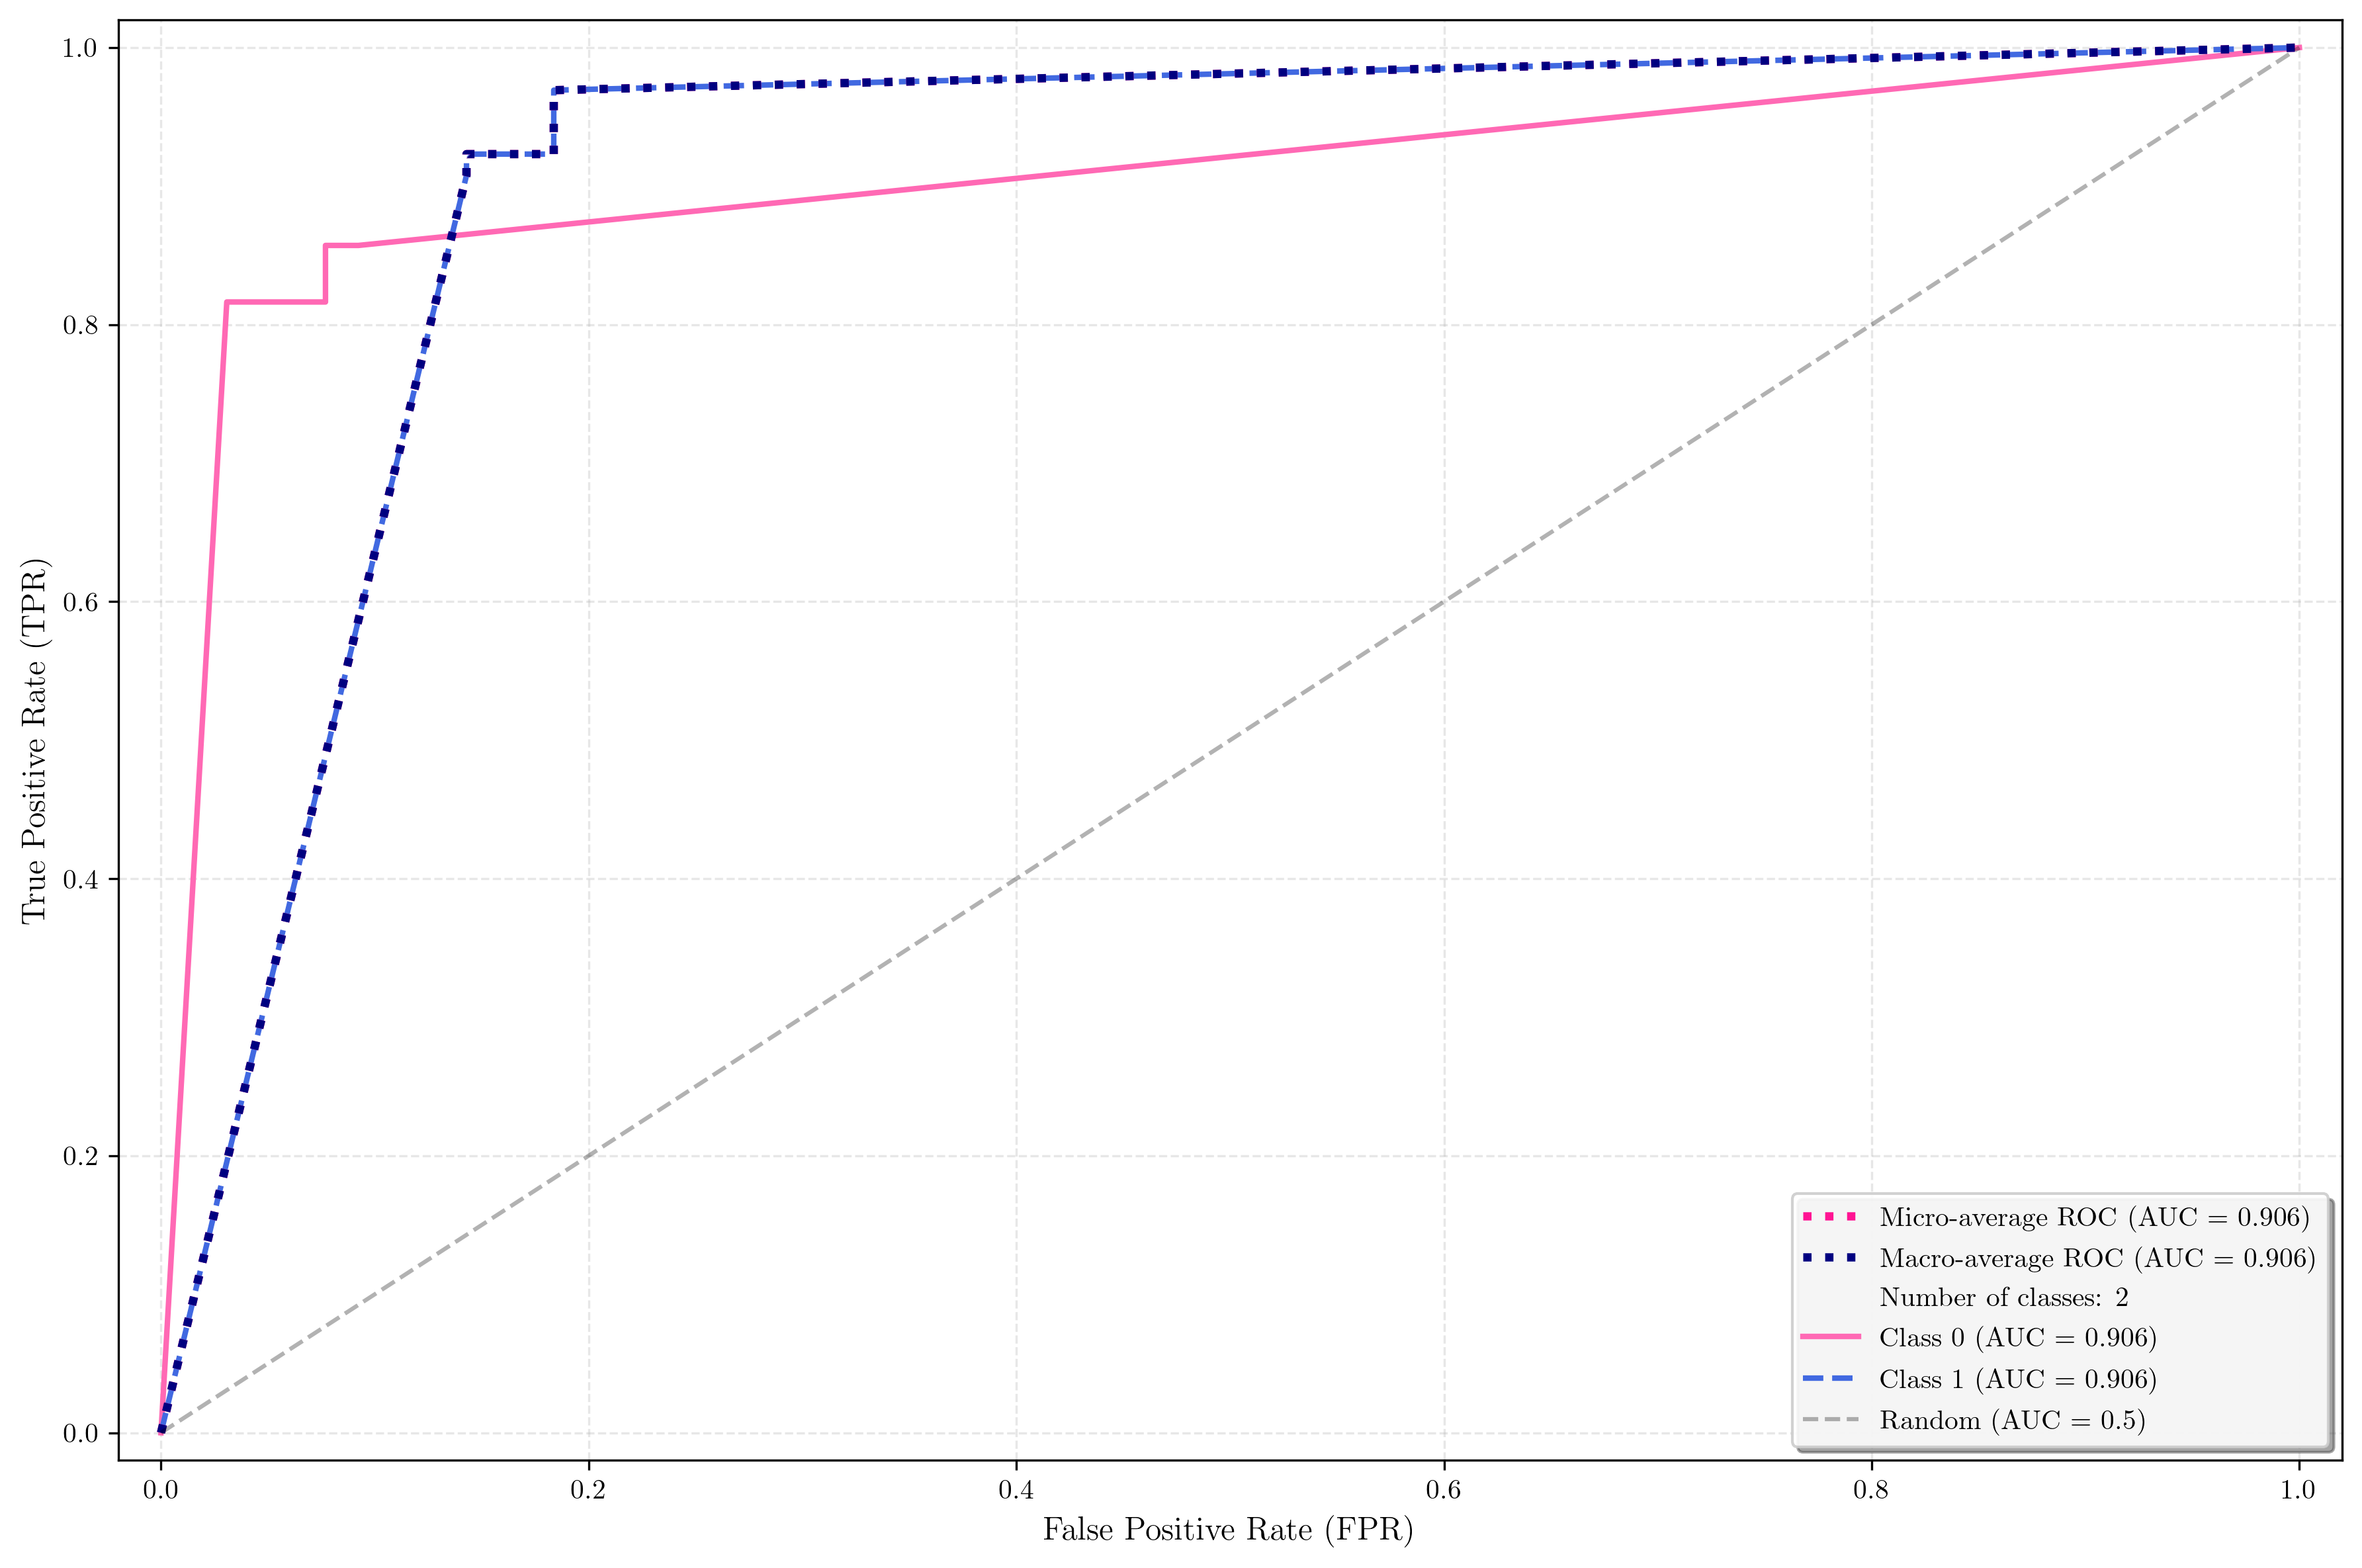 1.0
0.8
0.6
0.4
0.2
0.0
True Positive Rate (TPR)
0.0 0.2 0.4 0.6 0.8 1.0
False Positive Rate (FPR)
Micro-average ROC (AUC = 0.906)
Macro-average ROC (AUC = 0.906)
Number of classes: 2
Class 0 (AUC = 0.906)
Class 1 (AUC = 0.906)
Random (AUC = 0.5)